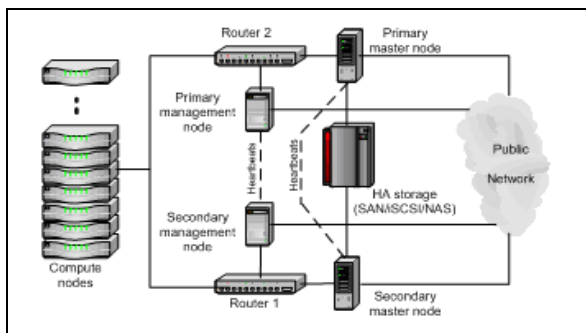 Router 2
Primary
master node
Primary
management
node
Heartbeats
Heartbeats
Public
Network
HA storage
(SAN/iSCSI/NAS)
Secondary
management
node
Compute
nodes
Router 1
Secondary
master node